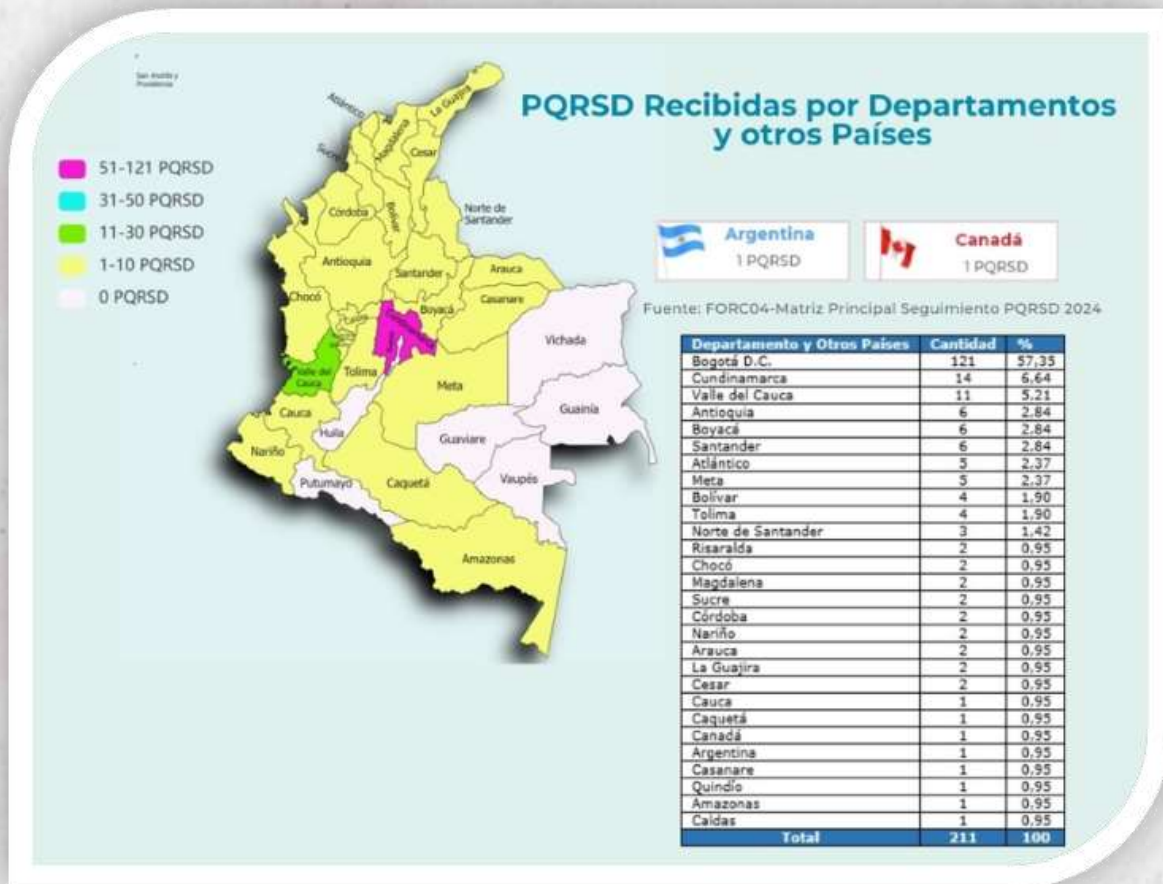 San Andrés y
Providencia
PQRSD Recibidas por Departamentos
y otros Países
51-121 PQRSD
31-50 PQRSD
11-30 PQRSD
1-10 PQRSD
0 PQRSD
Atlántico
La Guajira
Magdalena
Cesar
Sucre
Norte de
Santander
Córdoba
Bolívar
Antioquia
Santander
Arauca
Chocó
Boyacá
Casanare
Caldas
Cundinamarca
Vichada
Valle del
Cauca
Tolima
Meta
Cauca
Guainía
Huila
Guaviare
Nariño
Vaupés
Putumayo
Caquetá
Amazonas
Argentina
1 PQRSD
Canadá
1 PQRSD
Fuente: FORC04-Matriz Principal Seguimiento PQRSD 2024
Departamento y Otros Países Cantidad %
Bogotá D.C. 121 57,35
Cundinamarca 14 6,64
Valle del Cauca 11 5,21
Antioquia 6 2,84
Boyacá 6 2,84
Santander 6 2,84
Atlántico 5 2,37
Meta 5 2,37
Bolívar 4 1,90
Tolima 4 1,90
Norte de Santander 3 1,42
Risaralda 2 0,95
Chocó 2 0,95
Magdalena 2 0,95
Sucre 2 0,95
Córdoba 2 0,95
Nariño 2 0,95
Arauca 2 0,95
La Guajira 2 0,95
Cesar 2 0,95
Cauca 1 0,95
Caquetá 1 0,95
Canadá 1 0,95
Argentina 1 0,95
Casanare 1 0,95
Quindío 1 0,95
Amazonas 1 0,95
Caldas 1 0,95
Total 211 100